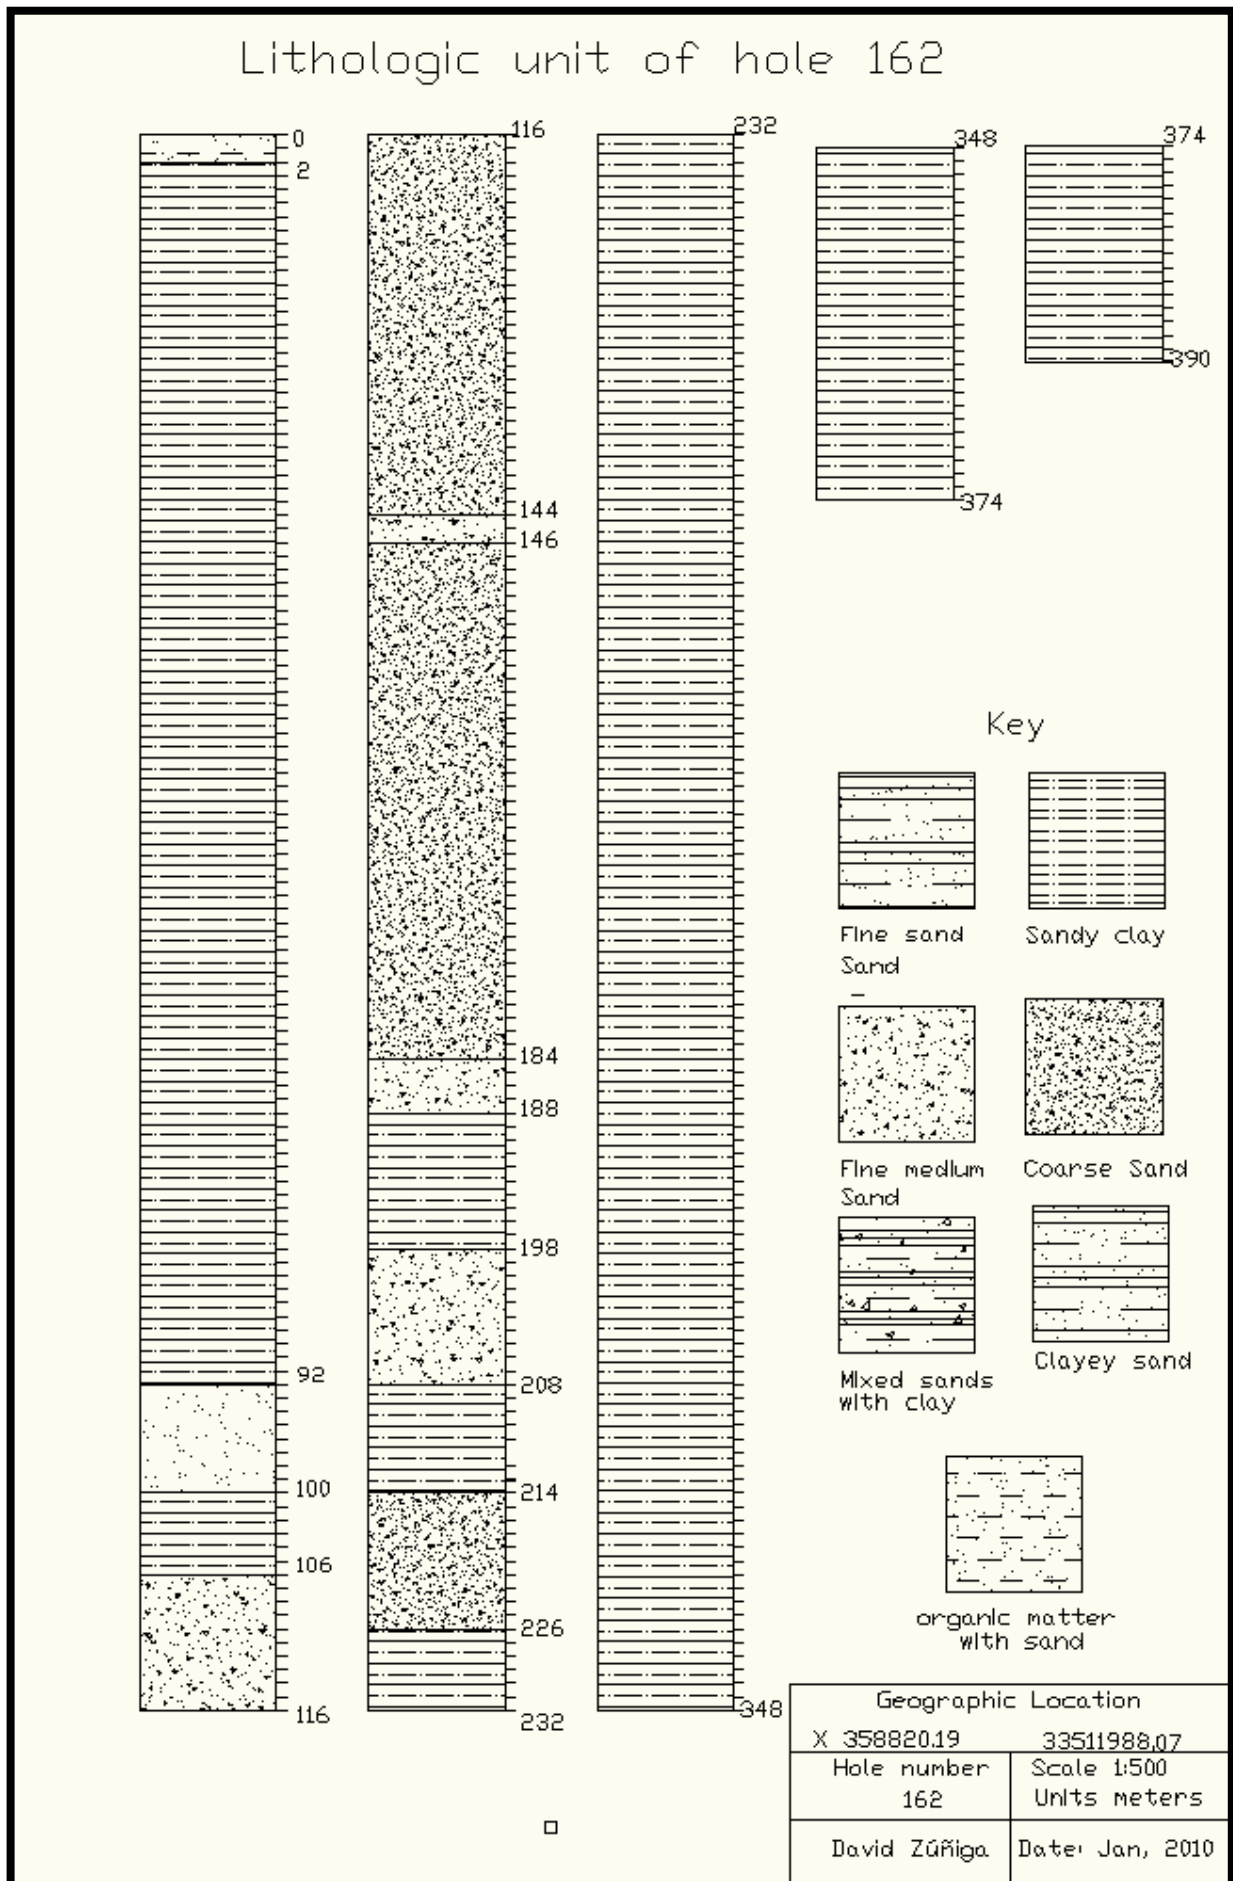 Lithologic unit of hole 162
0
2
92
100
106
116
116
144
146
184
188
198
208
214
226
232
232
348
348
374
374
390
Key
Fine sand
Sand
Sandy clay
Fine medium
Sand
Coarse Sand
Mixed sands
with clay
Clayey sand
organic matter
with sand
Geographic Location
X 358820.19 33511988,07
Hole number
162
Scale 1:500
Units meters
David Zúñiga
Date: Jan, 2010